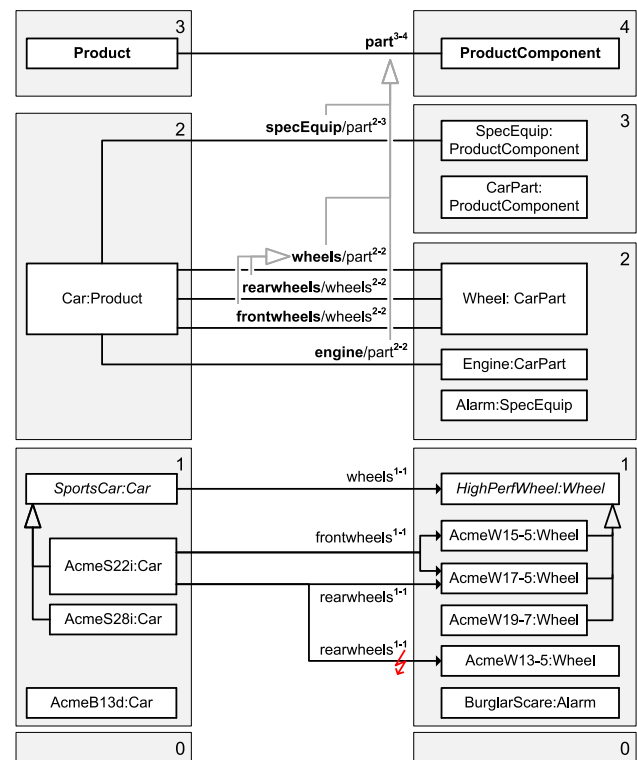 3
4
part³⁻⁴
Product
ProductComponent
2
3
specEquip/part²⁻³
SpecEquip:
ProductComponent
CarPart:
ProductComponent
2
wheels/part²⁻²
rearwheels/wheels²⁻²
Car:Product
Wheel: CarPart
frontwheels/wheels²⁻²
engine/part²⁻²
Engine:CarPart
Alarm:SpecEquip
1
1
SportsCar:Car
wheels¹⁻¹
HighPerfWheel:Wheel
frontwheels¹⁻¹
AcmeW15-5:Wheel
AcmeS22i:Car
AcmeW17-5:Wheel
rearwheels¹⁻¹
AcmeS28i:Car
AcmeW19-7:Wheel
rearwheels¹⁻¹
AcmeW13-5:Wheel
AcmeB13d:Car
BurglarScare:Alarm
0
0